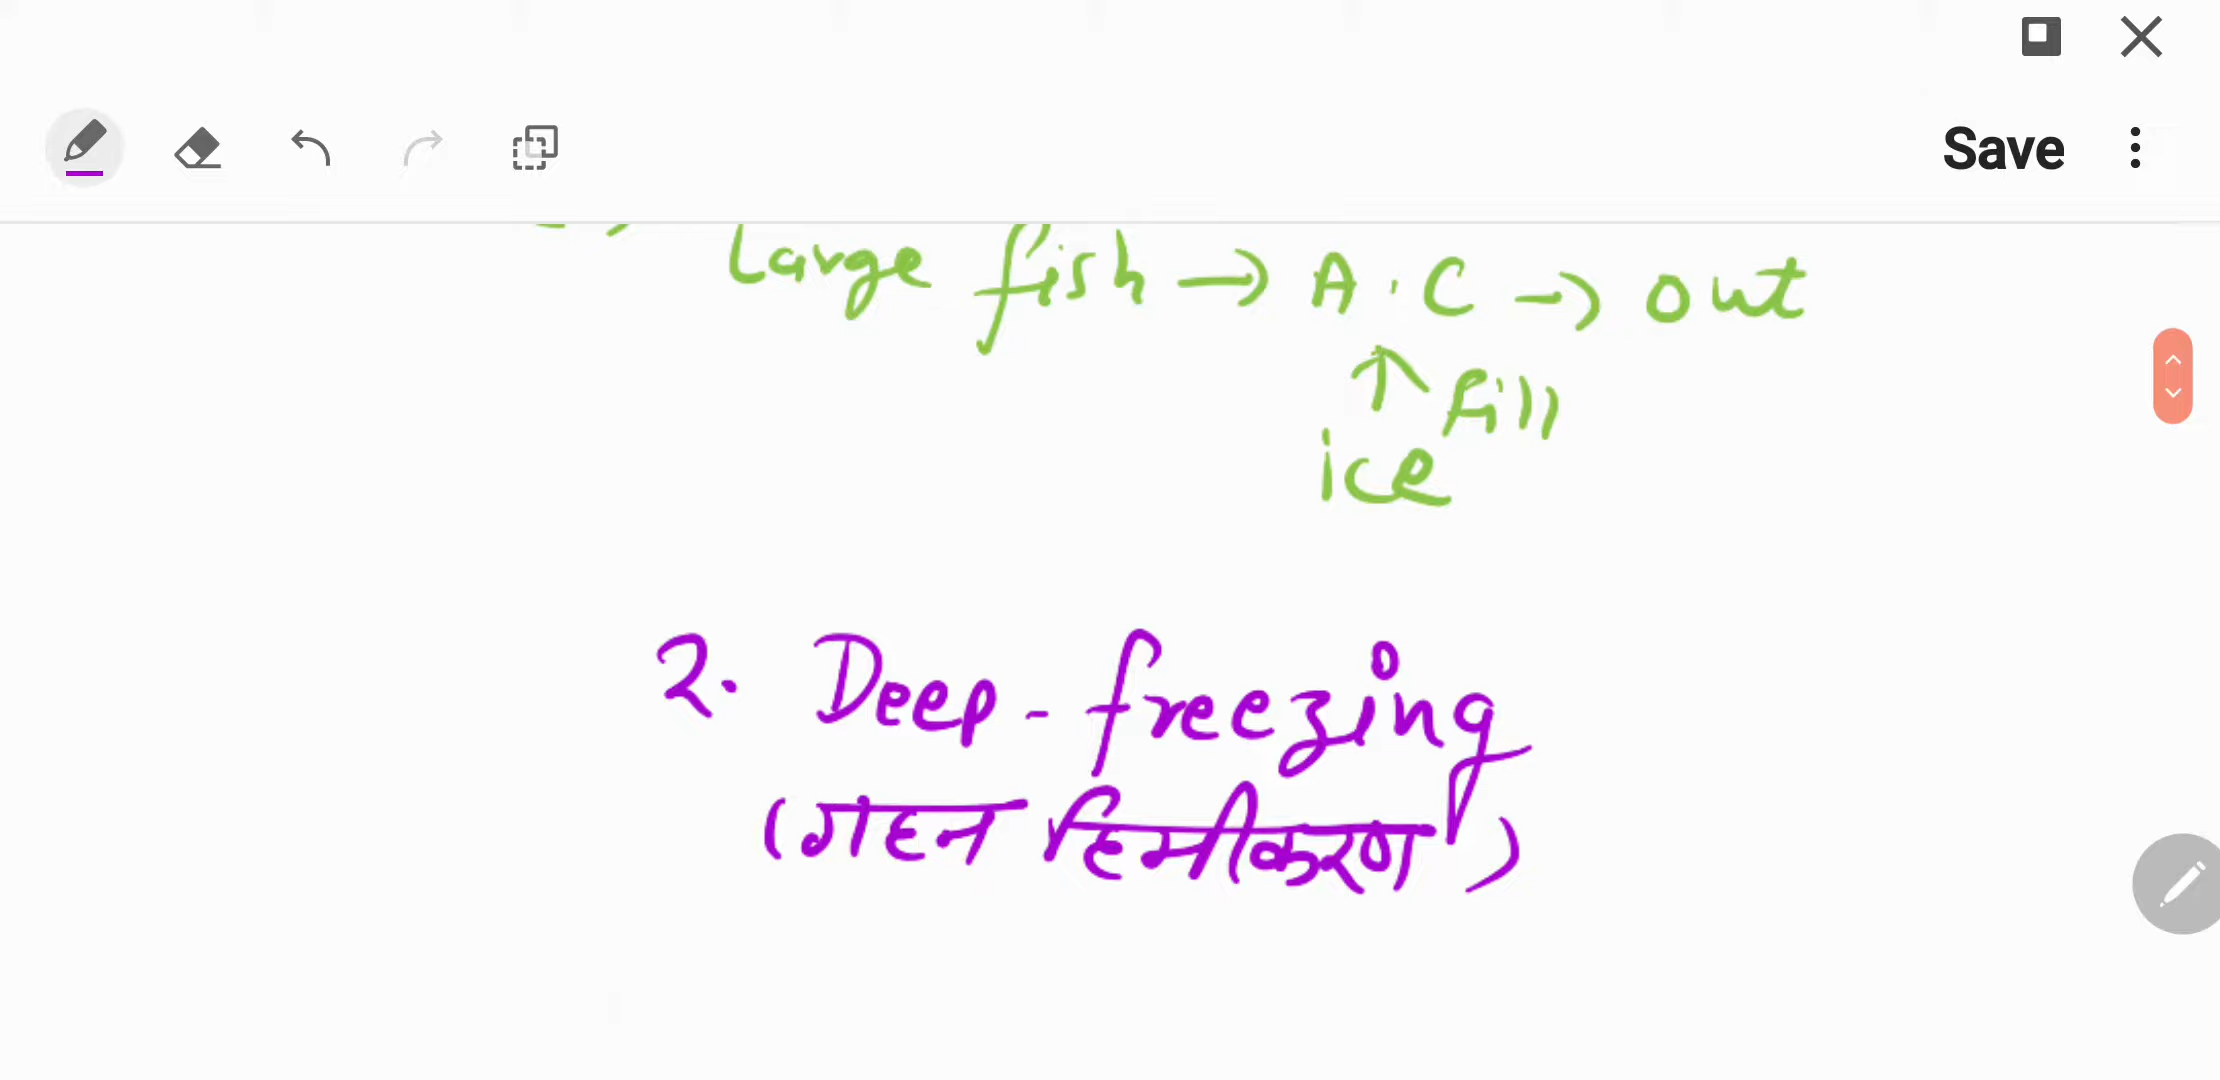 Save
Large fish → A.C → out
↑ fill
ice
2. Deep-freezing
(गहन हिमीकरण)